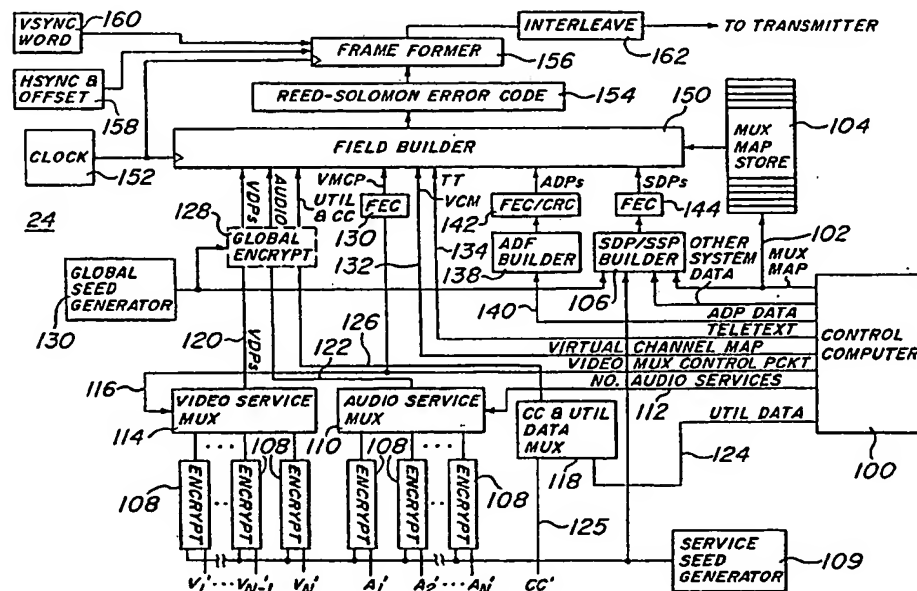 160
VSYNC
WORD
INTERLEAVE
TO TRANSMITTER
162
FRAME FORMER
156
HSYNC &
OFFSET
158
REED-SOLOMON ERROR CODE
154
150
MUX
MAP
STORE
104
CLOCK
152
FIELD BUILDER
24
VDPs
AUDIO
UTIL
& CC
VMCP
TT
VCM
ADPs
SDPs
128
GLOBAL
ENCRYPT
FEC
130
132
134
142
FEC/CRC
FEC
144
102
138
ADF
BUILDER
SDP/SSP
BUILDER
106
OTHER
SYSTEM
DATA
MUX
MAP
GLOBAL
SEED
GENERATOR
130
140
ADP DATA
TELETEXT
VIRTUAL CHANNEL MAP
VIDEO MUX CONTROL PCKT
NO. AUDIO SERVICES
CONTROL
COMPUTER
100
120
VDPs
126
122
116
112
UTIL DATA
124
VIDEO SERVICE
MUX
114
AUDIO SERVICE
MUX
110
CC & UTIL
DATA
MUX
118
108
108
108
108
108
ENCRYPT
ENCRYPT
ENCRYPT
ENCRYPT
ENCRYPT
ENCRYPT
125
SERVICE
SEED
GENERATOR
109
V1' ... VN-1' VN' A1' A2' ... AN' CC'